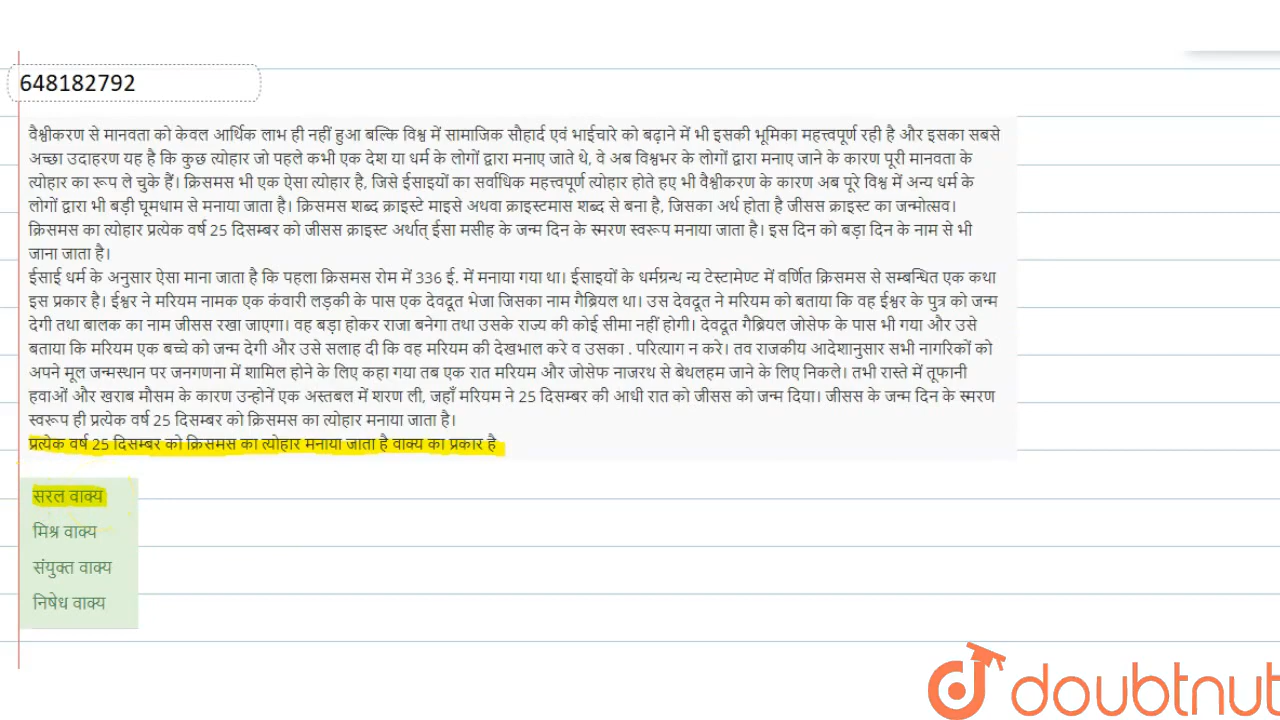 648182792
वैश्वीकरण से मानवता को केवल आर्थिक लाभ ही नहीं हुआ बल्कि विश्व में सामाजिक सौहार्द एवं भाईचारे को बढ़ाने में भी इसकी भूमिका महत्त्वपूर्ण रही है और इसका सबसे
अच्छा उदाहरण यह है कि कुछ त्योहार जो पहले कभी एक देश या धर्म के लोगों द्वारा मनाए जाते थे, वे अब विश्वभर के लोगों द्वारा मनाए जाने के कारण पूरी मानवता के
त्योहार का रूप ले चुके हैं। क्रिसमस भी एक ऐसा त्योहार है, जिसे ईसाइयों का सर्वाधिक महत्त्वपूर्ण त्योहार होते हए भी वैश्वीकरण के कारण अब पूरे विश्व में अन्य धर्म के
लोगों द्वारा भी बड़ी घूमधाम से मनाया जाता है। क्रिसमस शब्द क्राइस्टे माइसे अथवा क्राइस्टमास शब्द से बना है, जिसका अर्थ होता है जीसस क्राइस्ट का जन्मोत्सव।
क्रिसमस का त्योहार प्रत्येक वर्ष 25 दिसम्बर को जीसस क्राइस्ट अर्थात् ईसा मसीह के जन्म दिन के स्मरण स्वरूप मनाया जाता है। इस दिन को बड़ा दिन के नाम से भी
जाना जाता है।
ईसाई धर्म के अनुसार ऐसा माना जाता है कि पहला क्रिसमस रोम में 336 ई. में मनाया गया था। ईसाइयों के धर्मग्रन्थ न्य टेस्टामेण्ट में वर्णित क्रिसमस से सम्बन्धित एक कथा
इस प्रकार है। ईश्वर ने मरियम नामक एक कंवारी लड़की के पास एक देवदूत भेजा जिसका नाम गैब्रियल था। उस देवदूत ने मरियम को बताया कि वह ईश्वर के पुत्र को जन्म
देगी तथा बालक का नाम जीसस रखा जाएगा। वह बड़ा होकर राजा बनेगा तथा उसके राज्य की कोई सीमा नहीं होगी। देवदूत गैब्रियल जोसेफ के पास भी गया और उसे
बताया कि मरियम एक बच्चे को जन्म देगी और उसे सलाह दी कि वह मरियम की देखभाल करे व उसका . परित्याग न करे। तव राजकीय आदेशानुसार सभी नागरिकों को
अपने मूल जन्मस्थान पर जनगणना में शामिल होने के लिए कहा गया तब एक रात मरियम और जोसेफ नाजरथ से बेथलहम जाने के लिए निकले। तभी रास्ते में तूफानी
हवाओं और खराब मौसम के कारण उन्होनें एक अस्तबल में शरण ली, जहाँ मरियम ने 25 दिसम्बर की आधी रात को जीसस को जन्म दिया। जीसस के जन्म दिन के स्मरण
स्वरूप ही प्रत्येक वर्ष 25 दिसम्बर को क्रिसमस का त्योहार मनाया जाता है।
प्रत्येक वर्ष 25 दिसम्बर को क्रिसमस का त्योहार मनाया जाता है वाक्य का प्रकार है
सरल वाक्य
मिश्र वाक्य
संयुक्त वाक्य
निषेध वाक्य
doubtnut